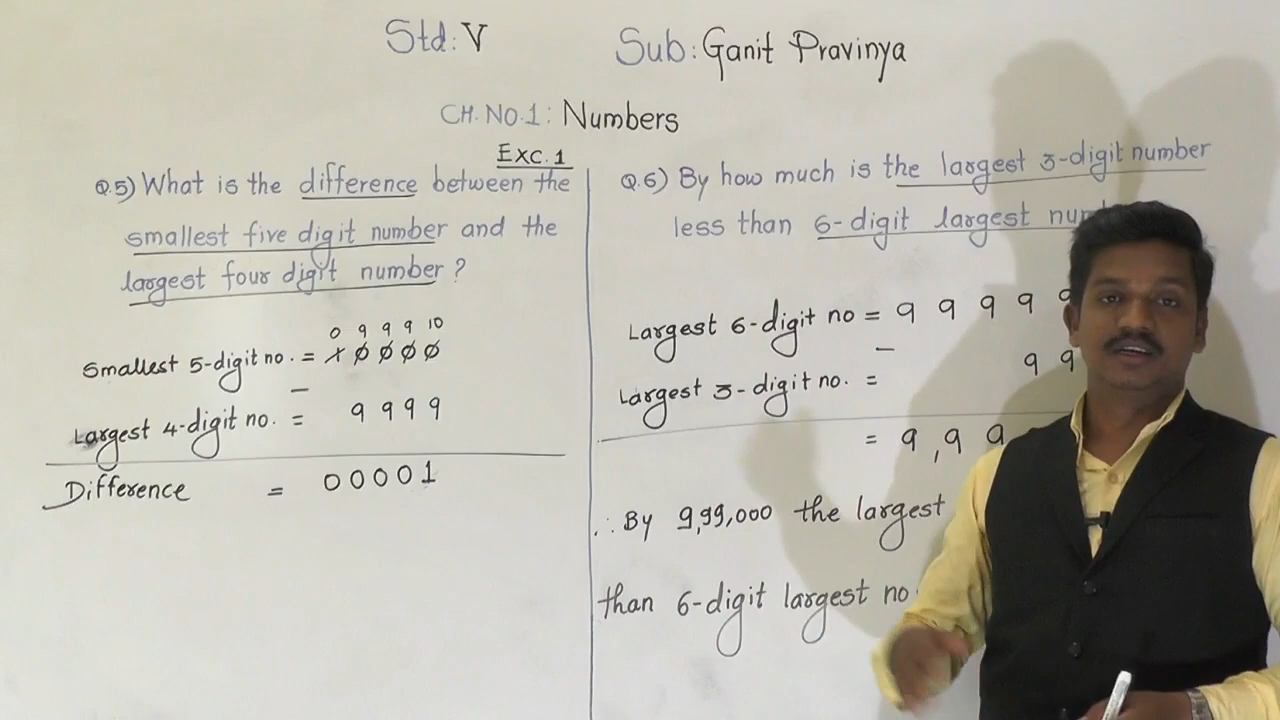 Std: V Sub: Ganit Pravinya
CH. NO. 1: Numbers
Exc. 1
Q.5) What is the difference between the
smallest five digit number and the
largest four digit number ?
0 9 9 9 10
Smallest 5-digit no. = 1 0 0 0 0
−
Largest 4-digit no. = 9 9 9 9
Difference = 0 0 0 0 1
Q.6) By how much is the largest 3-digit number
less than 6-digit largest
Largest 6-digit no = 9 9 9 9
−
Largest 3-digit no. = 9 9
= 9,9 9
∴ By 9,99,000 the largest
than 6-digit largest no